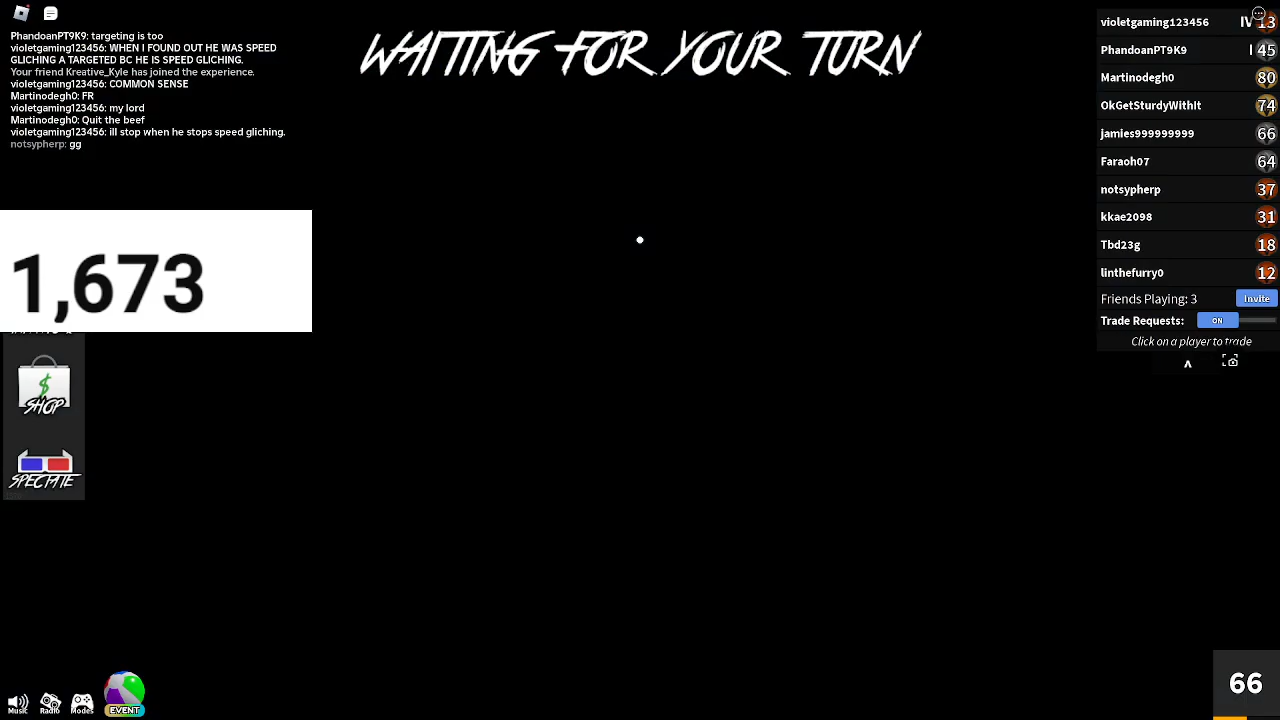 PhandoanPT9K9: targeting is too
violetgaming123456: WHEN I FOUND OUT HE WAS SPEED
GLICHING A TARGETED BC HE IS SPEED GLICHING.
Your friend Kreative_Kyle has joined the experience.
violetgaming123456: COMMON SENSE
Martinodegh0: FR
violetgaming123456: my lord
Martinodegh0: Quit the beef
violetgaming123456: ill stop when he stops speed gliching.
notsypherp: gg
WAITING FOR YOUR TURN
violetgaming123456 IV 13
PhandoanPT9K9 I 45
Martinodegh0 80
OkGetSturdyWithIt 74
jamies999999999 66
Faraoh07 64
notsypherp 37
kkae2098 31
Tbd23g 18
linthefurry0 12
Friends Playing: 3 Invite
Trade Requests: ON
Click on a player to trade
1,673
$
SHOP
SPECTATE
Music
Radio
Modes
EVENT
66